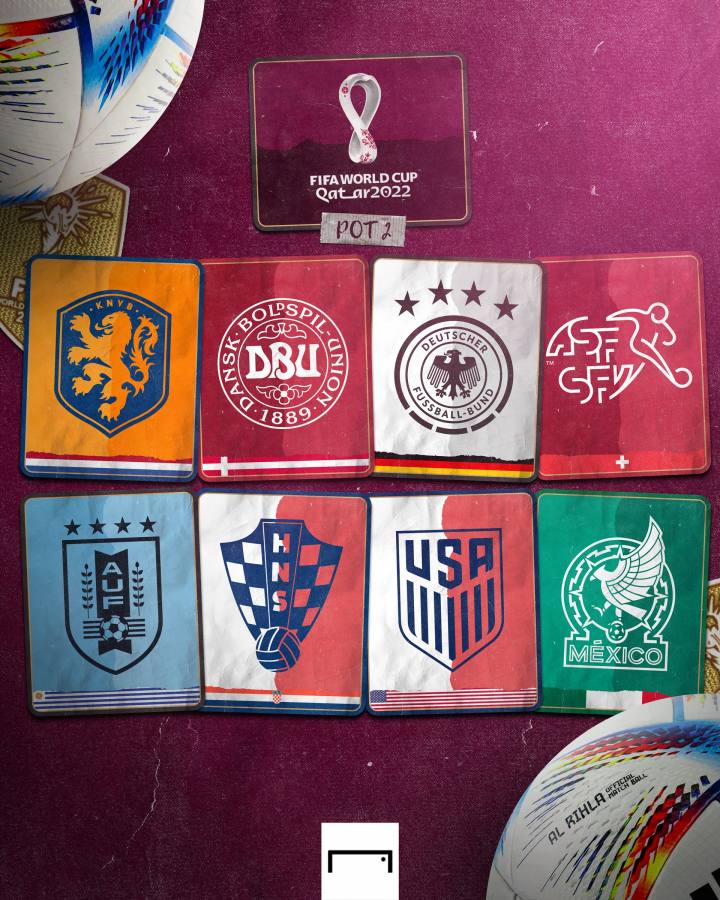 FIFA WORLD CUP
Qatar2022
POT 2
KNVB
DANSK·BOLDSPIL-UNION
DBU
·1889·
DEUTSCHER
FUSSBALL-BUND
ASF
SFV
TM
AUF
HNS
USA
MÉXICO
AL RIHLA OFFICIAL
MATCH BALL